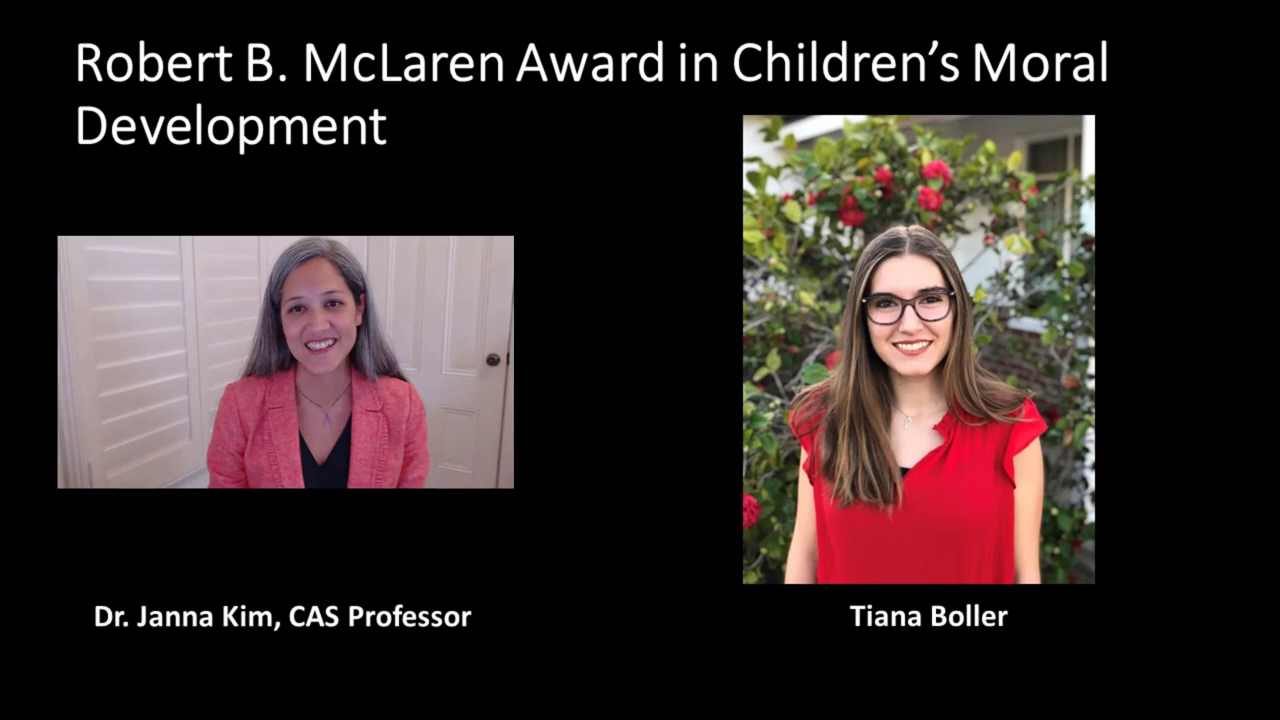 Robert B. McLaren Award in Children’s Moral
Development
Dr. Janna Kim, CAS Professor
Tiana Boller